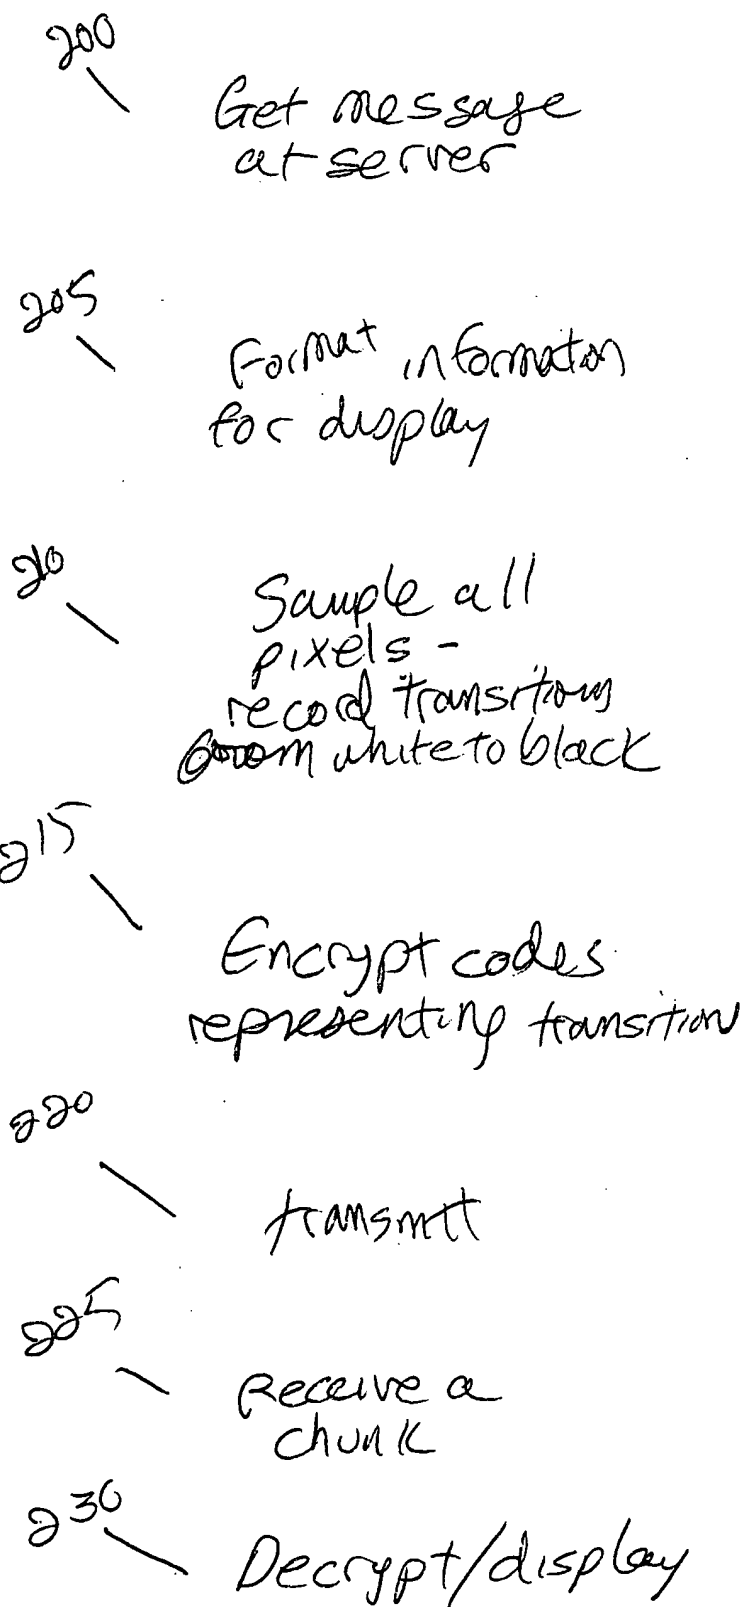 200
Get message
at server
205
Format information
for display
210
Sample all
pixels -
record transitions
from white to black
215
Encrypt codes
representing transition
220
transmit
225
Receive a
chunk
230
Decrypt/display